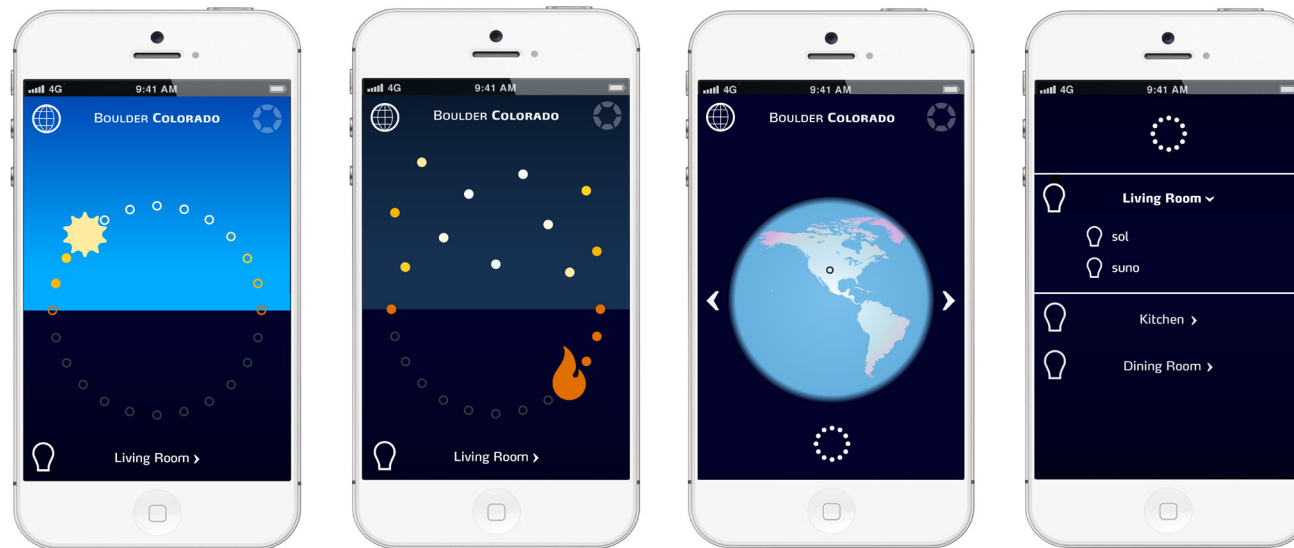 4G 9:41 AM
BOULDER COLORADO
Living Room ›
4G 9:41 AM
BOULDER COLORADO
Living Room ›
4G 9:41 AM
BOULDER COLORADO
4G 9:41 AM
Living Room
sol
suno
Kitchen ›
Dining Room ›